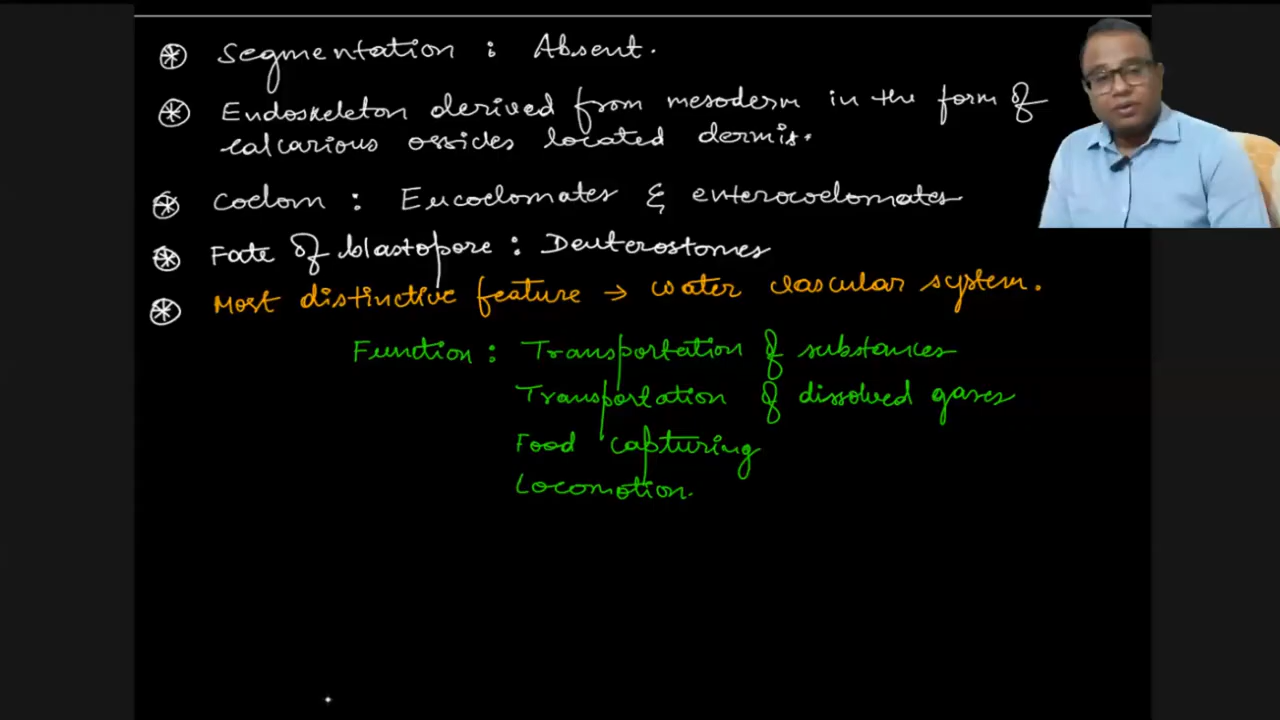 Segmentation : Absent.
Endoskeleton derived from mesoderm in the form of
calcarious ossicles located dermis.
Coelom : Eucoelomates & enterocoelomates
Fate of blastopore : Deuterostomes
Most distinctive feature → water vascular system.
Function : Transportation of substances
Transportation of dissolved gases
Food capturing
Locomotion.